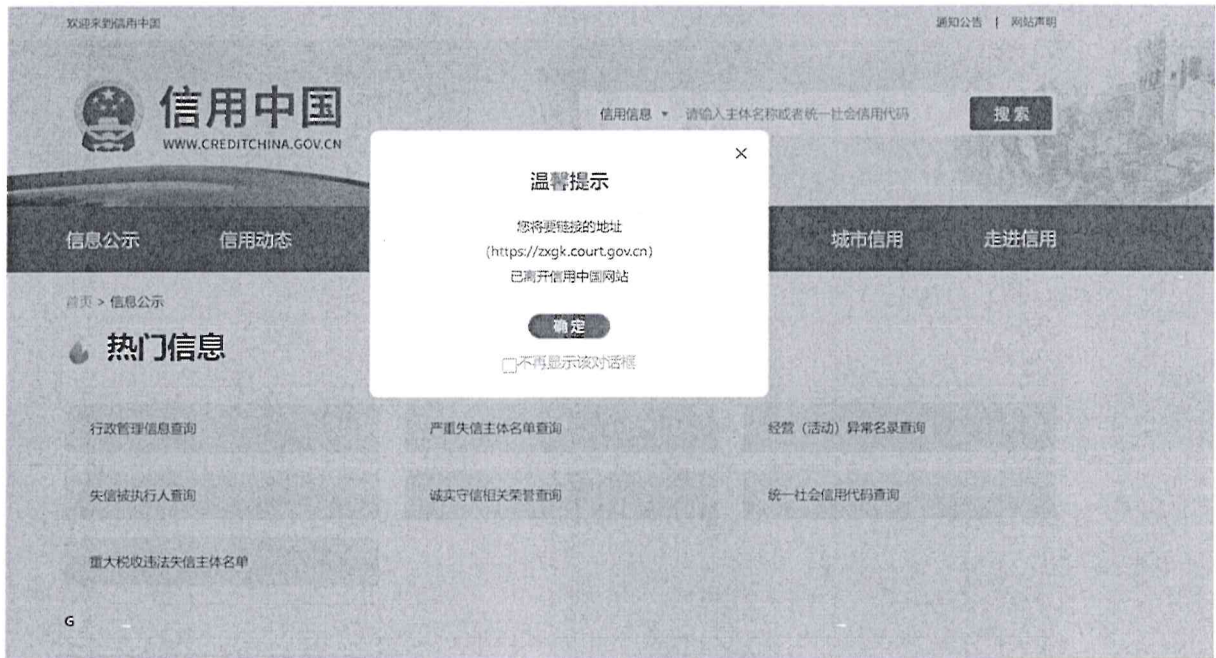 欢迎来到信用中国
通知公告 | 网站声明
信用中国
WWW.CREDITCHINA.GOV.CN
信用信息 请输入主体名称或者统一社会信用代码 搜索
温馨提示
您将要链接的地址
(https://zxgk.court.gov.cn)
已离开信用中国网站
确定
不再显示该对话框
信息公示 信用动态 城市信用 走进信用
首页 > 信息公示
热门信息
行政管理信息查询 严重失信主体名单查询 经营（活动）异常名录查询
失信被执行人查询 诚实守信相关荣誉查询 统一社会信用代码查询
重大税收违法失信主体名单
G